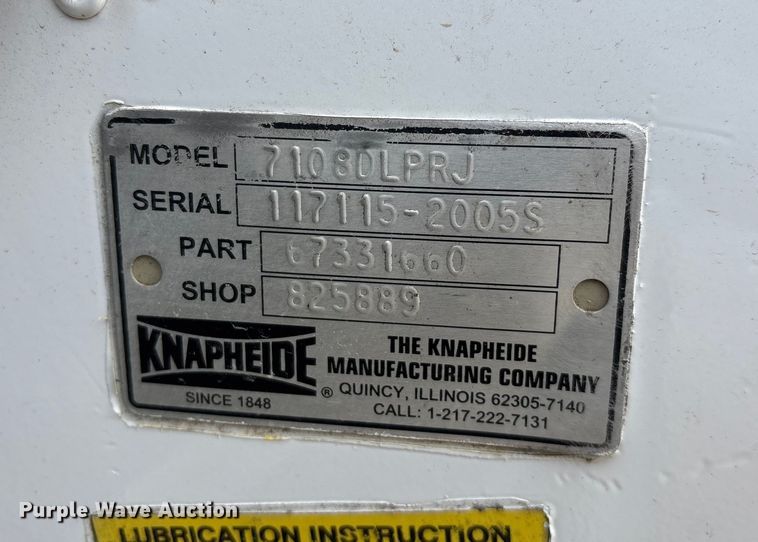 MODEL 7108DLPRJ
SERIAL 117115-2005S
PART 67331660
SHOP 825889
KNAPHEIDE ®
SINCE 1848
THE KNAPHEIDE
MANUFACTURING COMPANY
QUINCY, ILLINOIS 62305-7140
CALL: 1-217-222-7131
Purple Wave Auction
LUBRICATION INSTRUCTION